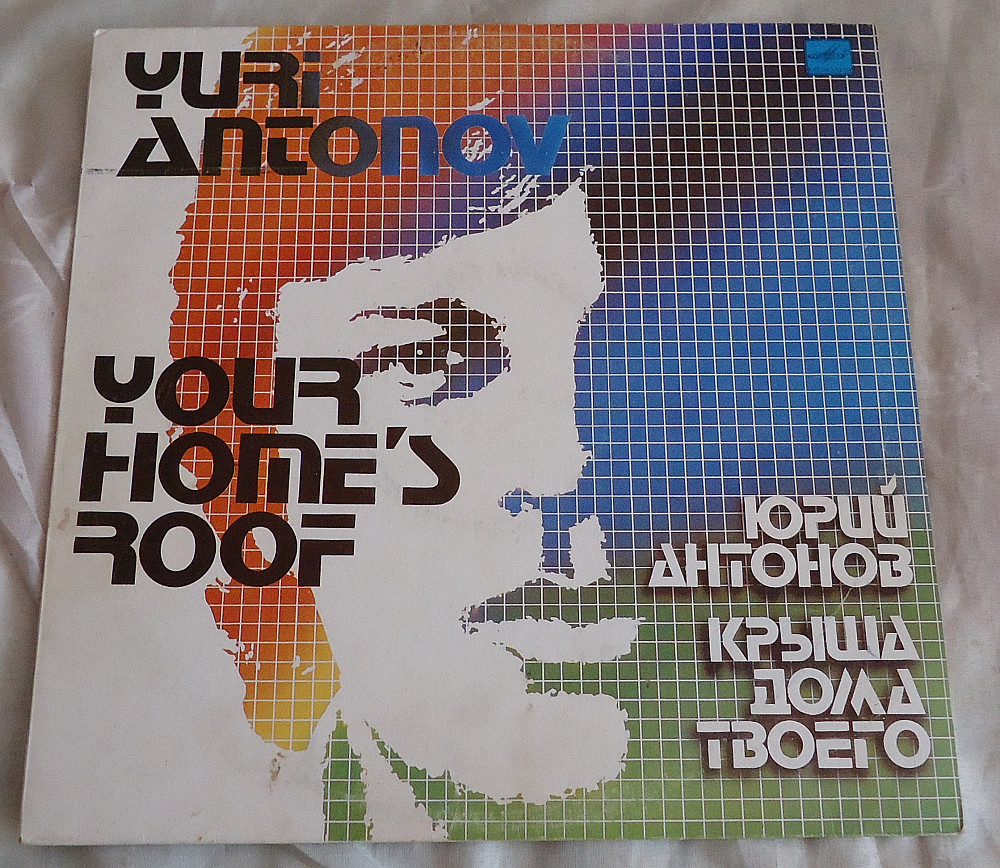 YURI
ANTONOV
YOUR
HOME'S
ROOF
ЮРИЙ
АНТОНОВ
КРЫША
ДОМА
ТВОЕГО